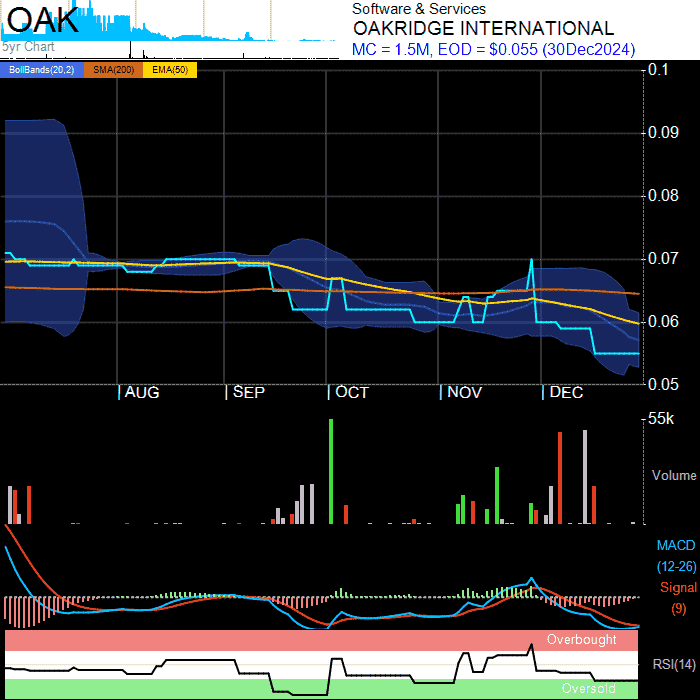 OAK
5yr Chart
Software & Services
OAKRIDGE INTERNATIONAL
MC = 1.5M, EOD = $0.055 (30Dec2024)
BollBands(20,2) SMA(200) EMA(50)
0.1
0.09
0.08
0.07
0.06
0.05
AUG SEP OCT NOV DEC
55k
Volume
MACD
(12-26)
Signal
(9)
Overbought
RSI(14)
Oversold